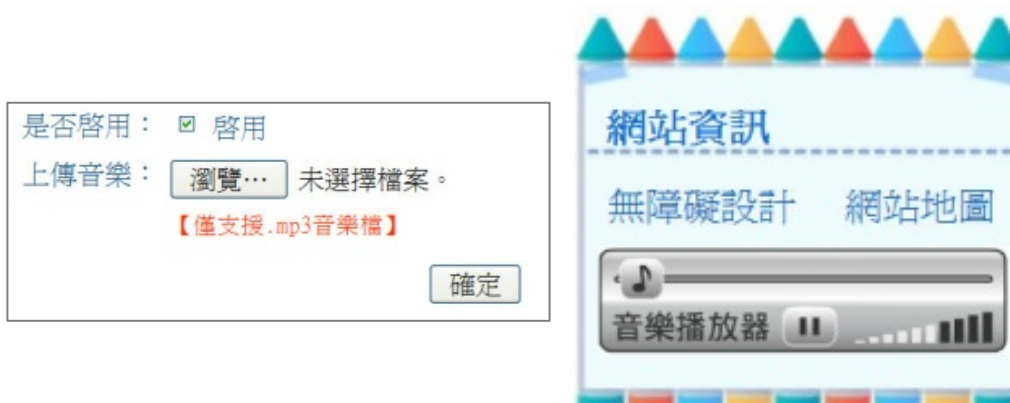 是否啓用： 啓用
上傳音樂： 瀏覽… 未選擇檔案。
【僅支援.mp3音樂檔】
確定
網站資訊
無障礙設計 網站地圖
音樂播放器